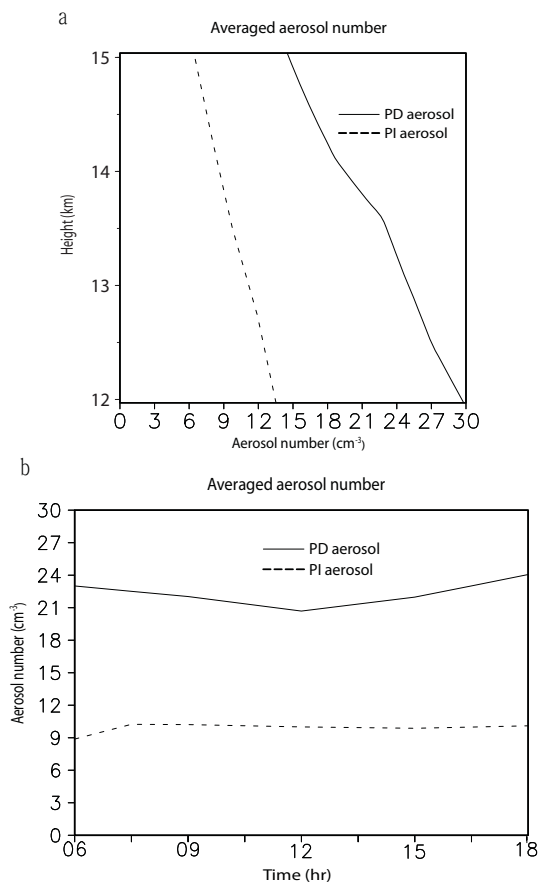 a
Averaged aerosol number
15
14
13
12
Height (km)
PD aerosol
PI aerosol
0 3 6 9 12 15 18 21 24 27 30
Aerosol number (cm-3)
b
Averaged aerosol number
30
27
24
21
18
15
12
9
6
3
0
Aerosol number (cm-3)
PD aerosol
PI aerosol
06 09 12 15 18
Time (hr)